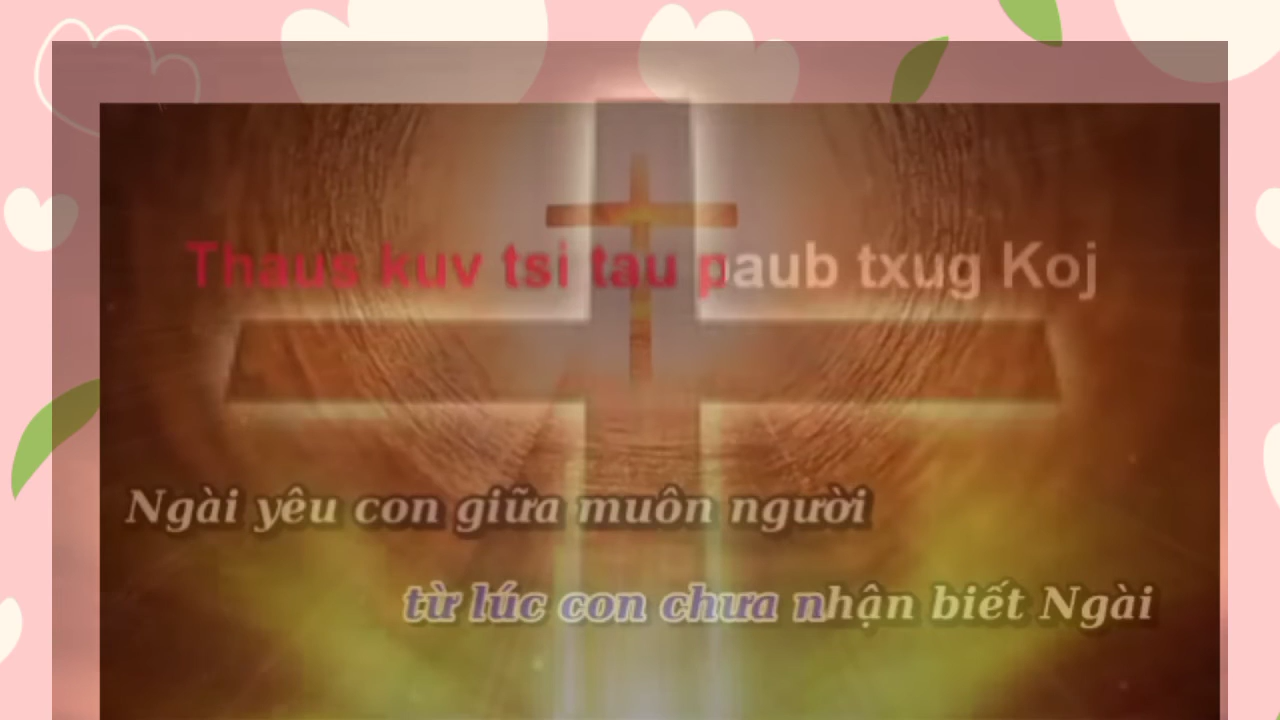 Thaus kuv tsi tau paub txug Koj
Ngài yêu con giữa muôn người
từ lúc con chưa nhận biết Ngài